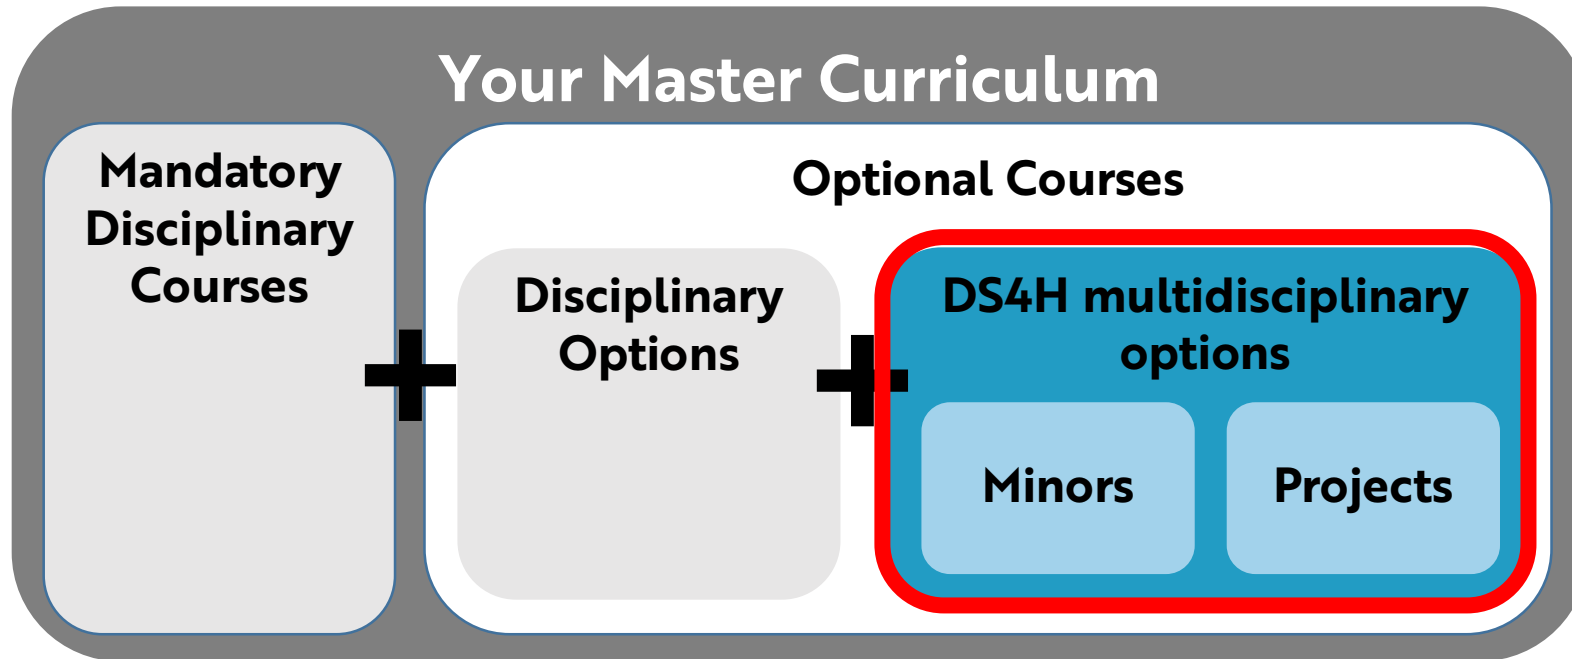 Your Master Curriculum
Mandatory
Disciplinary
Courses
Optional Courses
Disciplinary
Options
DS4H multidisciplinary
options
Minors
Projects